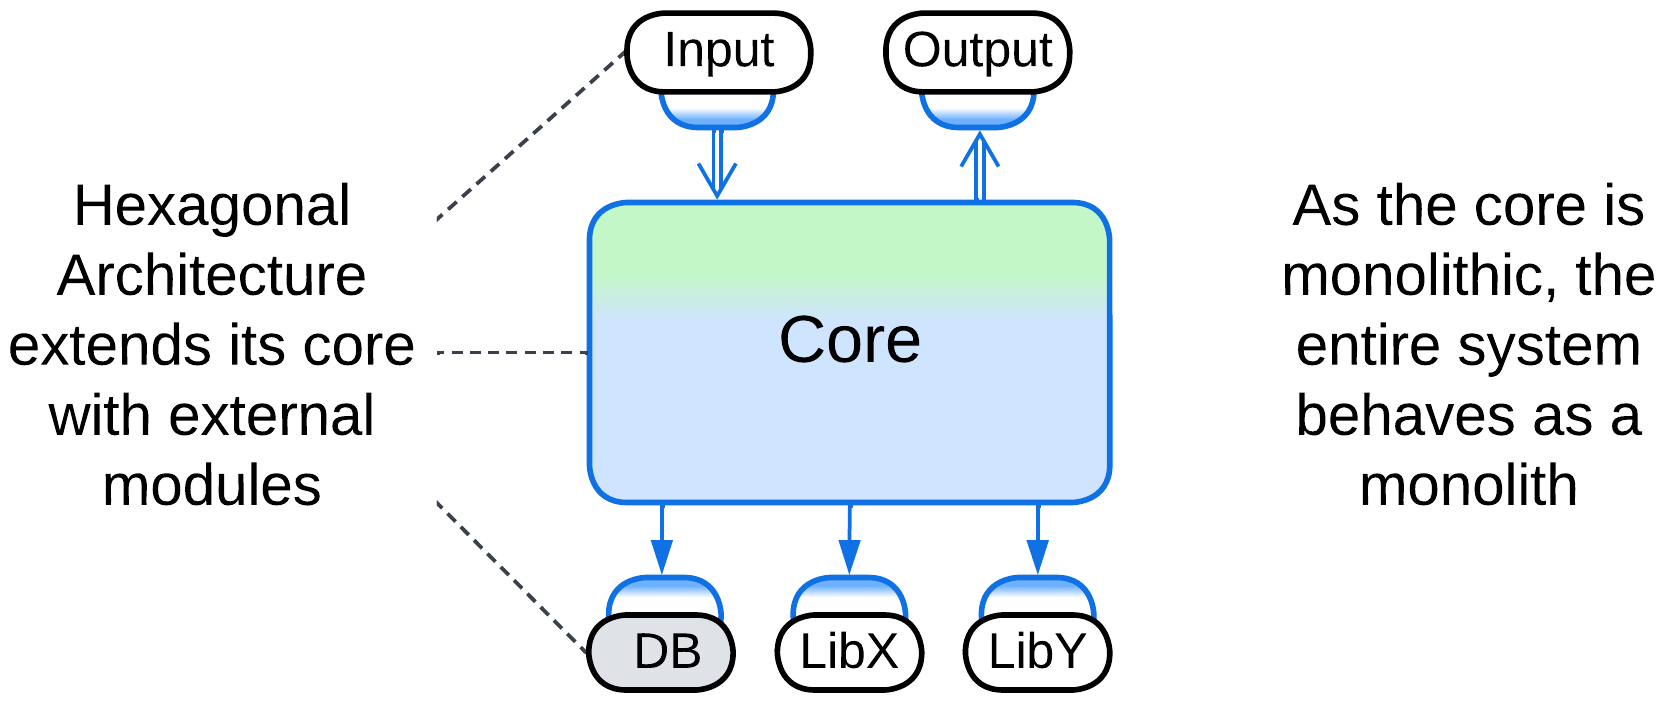 Input
Output
Hexagonal
Architecture
extends its core
with external
modules
Core
As the core is
monolithic, the
entire system
behaves as a
monolith
DB
LibX
LibY